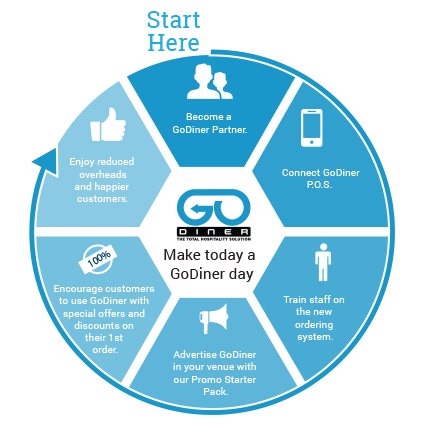 Start
Here
Become a
GoDiner Partner.
Connect GoDiner
P.O.S.
Train staff on
the new
ordering
system.
Advertise GoDiner
in your venue with
our Promo Starter
Pack.
100%
Encourage customers
to use GoDiner with
special offers and
discounts on
their 1st
order.
Enjoy reduced
overheads
and happier
customers.
GO
DINER
THE TOTAL HOSPITALITY SOLUTION
Make today a
GoDiner day